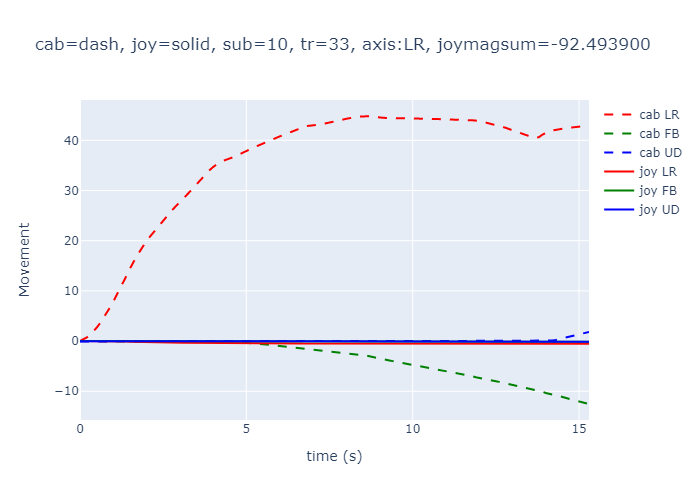 cab=dash, joy=solid, sub=10, tr=33, axis:LR, joymagsum=-92.493900
Movement
40
30
20
10
0
−10
0
5
10
15
time (s)
cab LR
cab FB
cab UD
joy LR
joy FB
joy UD